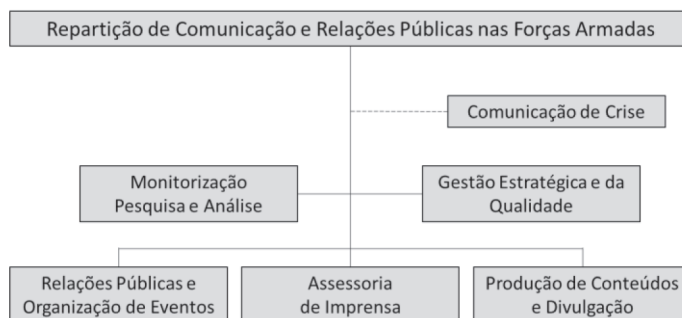 Repartição de Comunicação e Relações Públicas nas Forças Armadas
Comunicação de Crise
Monitorização
Pesquisa e Análise
Gestão Estratégica e da
Qualidade
Relações Públicas e
Organização de Eventos
Assessoria
de Imprensa
Produção de Conteúdos
e Divulgação